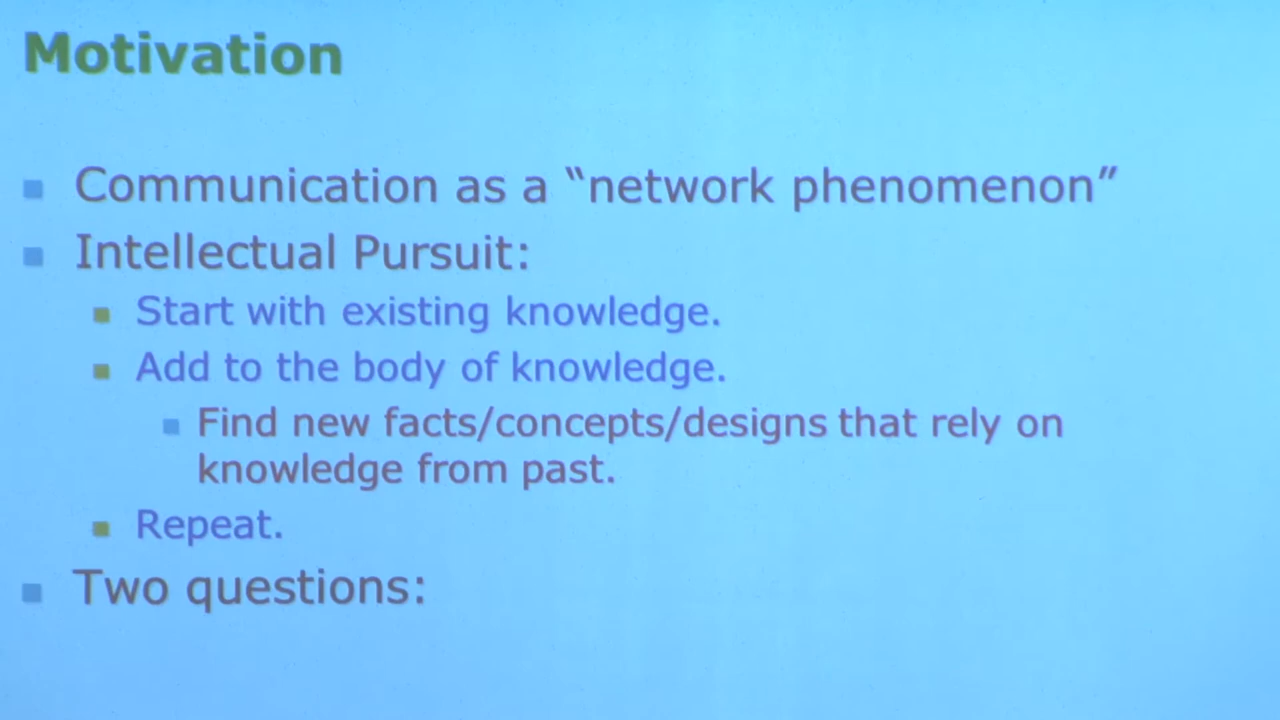 Motivation
Communication as a “network phenomenon”
Intellectual Pursuit:
Start with existing knowledge.
Add to the body of knowledge.
Find new facts/concepts/designs that rely on
knowledge from past.
Repeat.
Two questions: